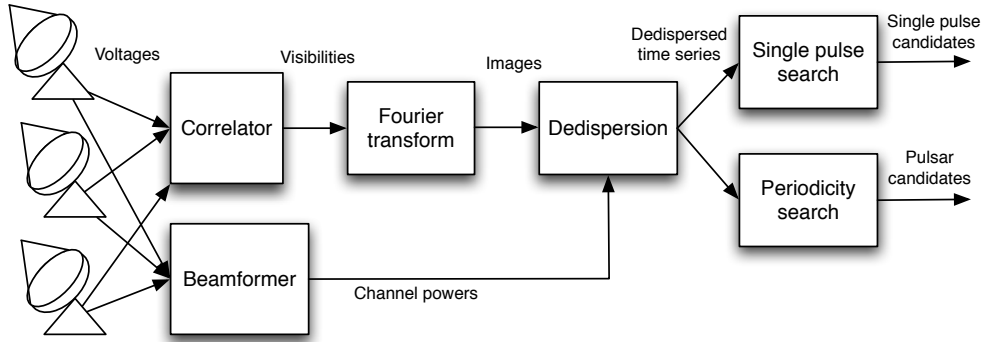 Voltages
Correlator
Visibilities
Fourier
transform
Images
Dedispersion
Dedispersed
time series
Single pulse
search
Single pulse
candidates
Periodicity
search
Pulsar
candidates
Beamformer
Channel powers